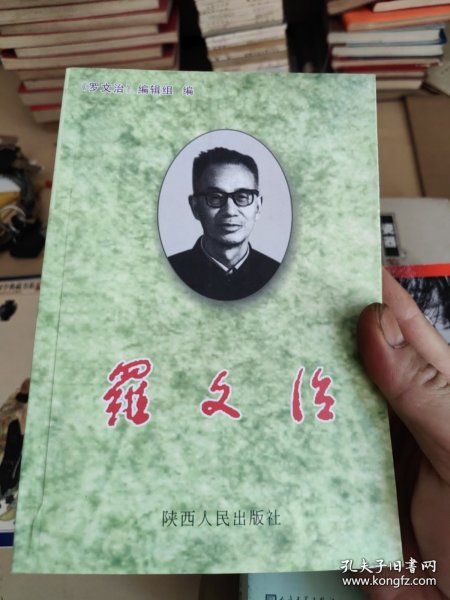 《罗文治》编辑组 编
羅文治
陕西人民出版社
孔夫子旧书网
www.kongfz.com